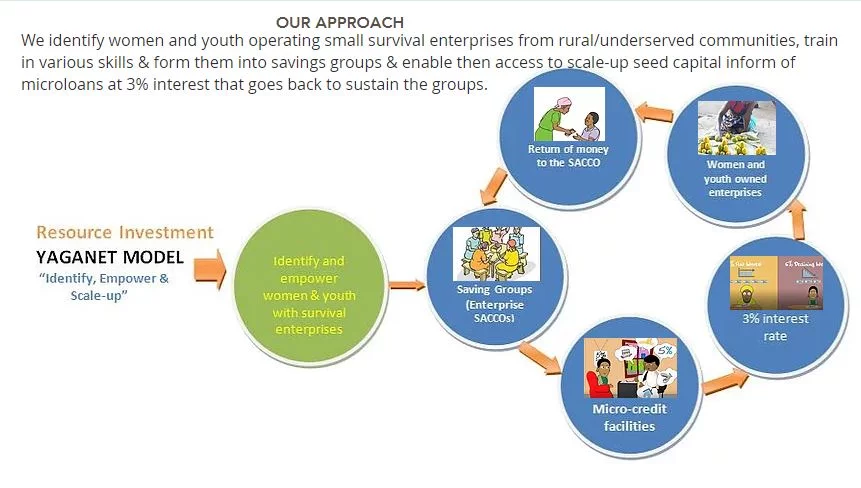 OUR APPROACH
We identify women and youth operating small survival enterprises from rural/underserved communities, train
in various skills & form them into savings groups & enable then access to scale-up seed capital inform of
microloans at 3% interest that goes back to sustain the groups.
Return of money
to the SACCO
Women and
youth owned
enterprises
Resource Investment
YAGANET MODEL
"Identify, Empower &
Scale-up"
Identify and
empower
women & youth
with survival
enterprises
Saving Groups
(Enterprise
SACCOs)
3% interest
rate
5%
Micro-credit
facilities